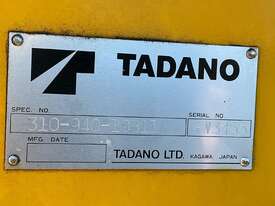 TADANO
SPEC. NO. SERIAL NO
MFG. DATE
TADANO LTD. KAGAWA JAPAN